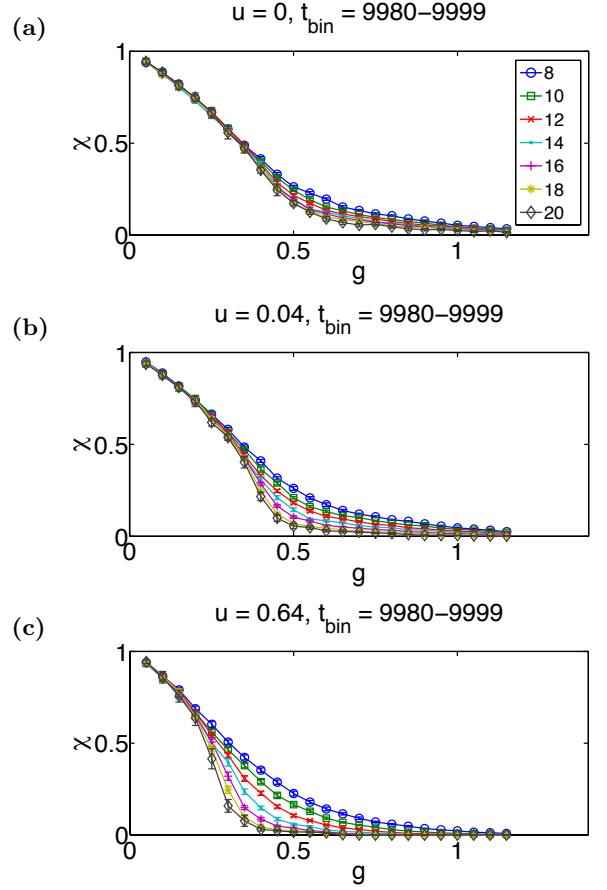 (a)
u = 0, t_bin = 9980–9999
1
χ 0.5
0
0 0.5 1
g
8
10
12
14
16
18
20
(b)
u = 0.04, t_bin = 9980–9999
1
χ 0.5
0
0 0.5 1
g
(c)
u = 0.64, t_bin = 9980–9999
1
χ 0.5
0
0 0.5 1
g